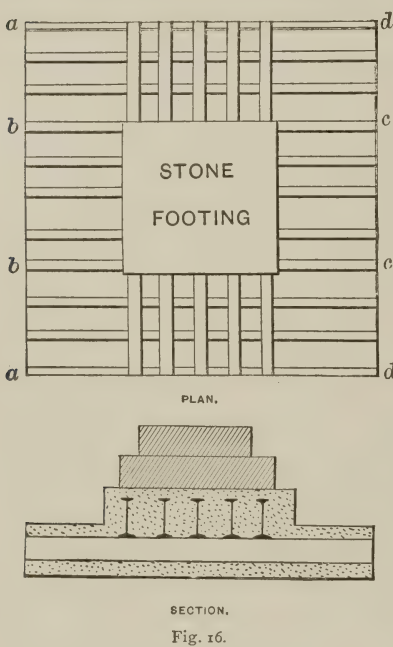 a d
b c
STONE
FOOTING
b c
a d
PLAN.
SECTION.
Fig. 16.